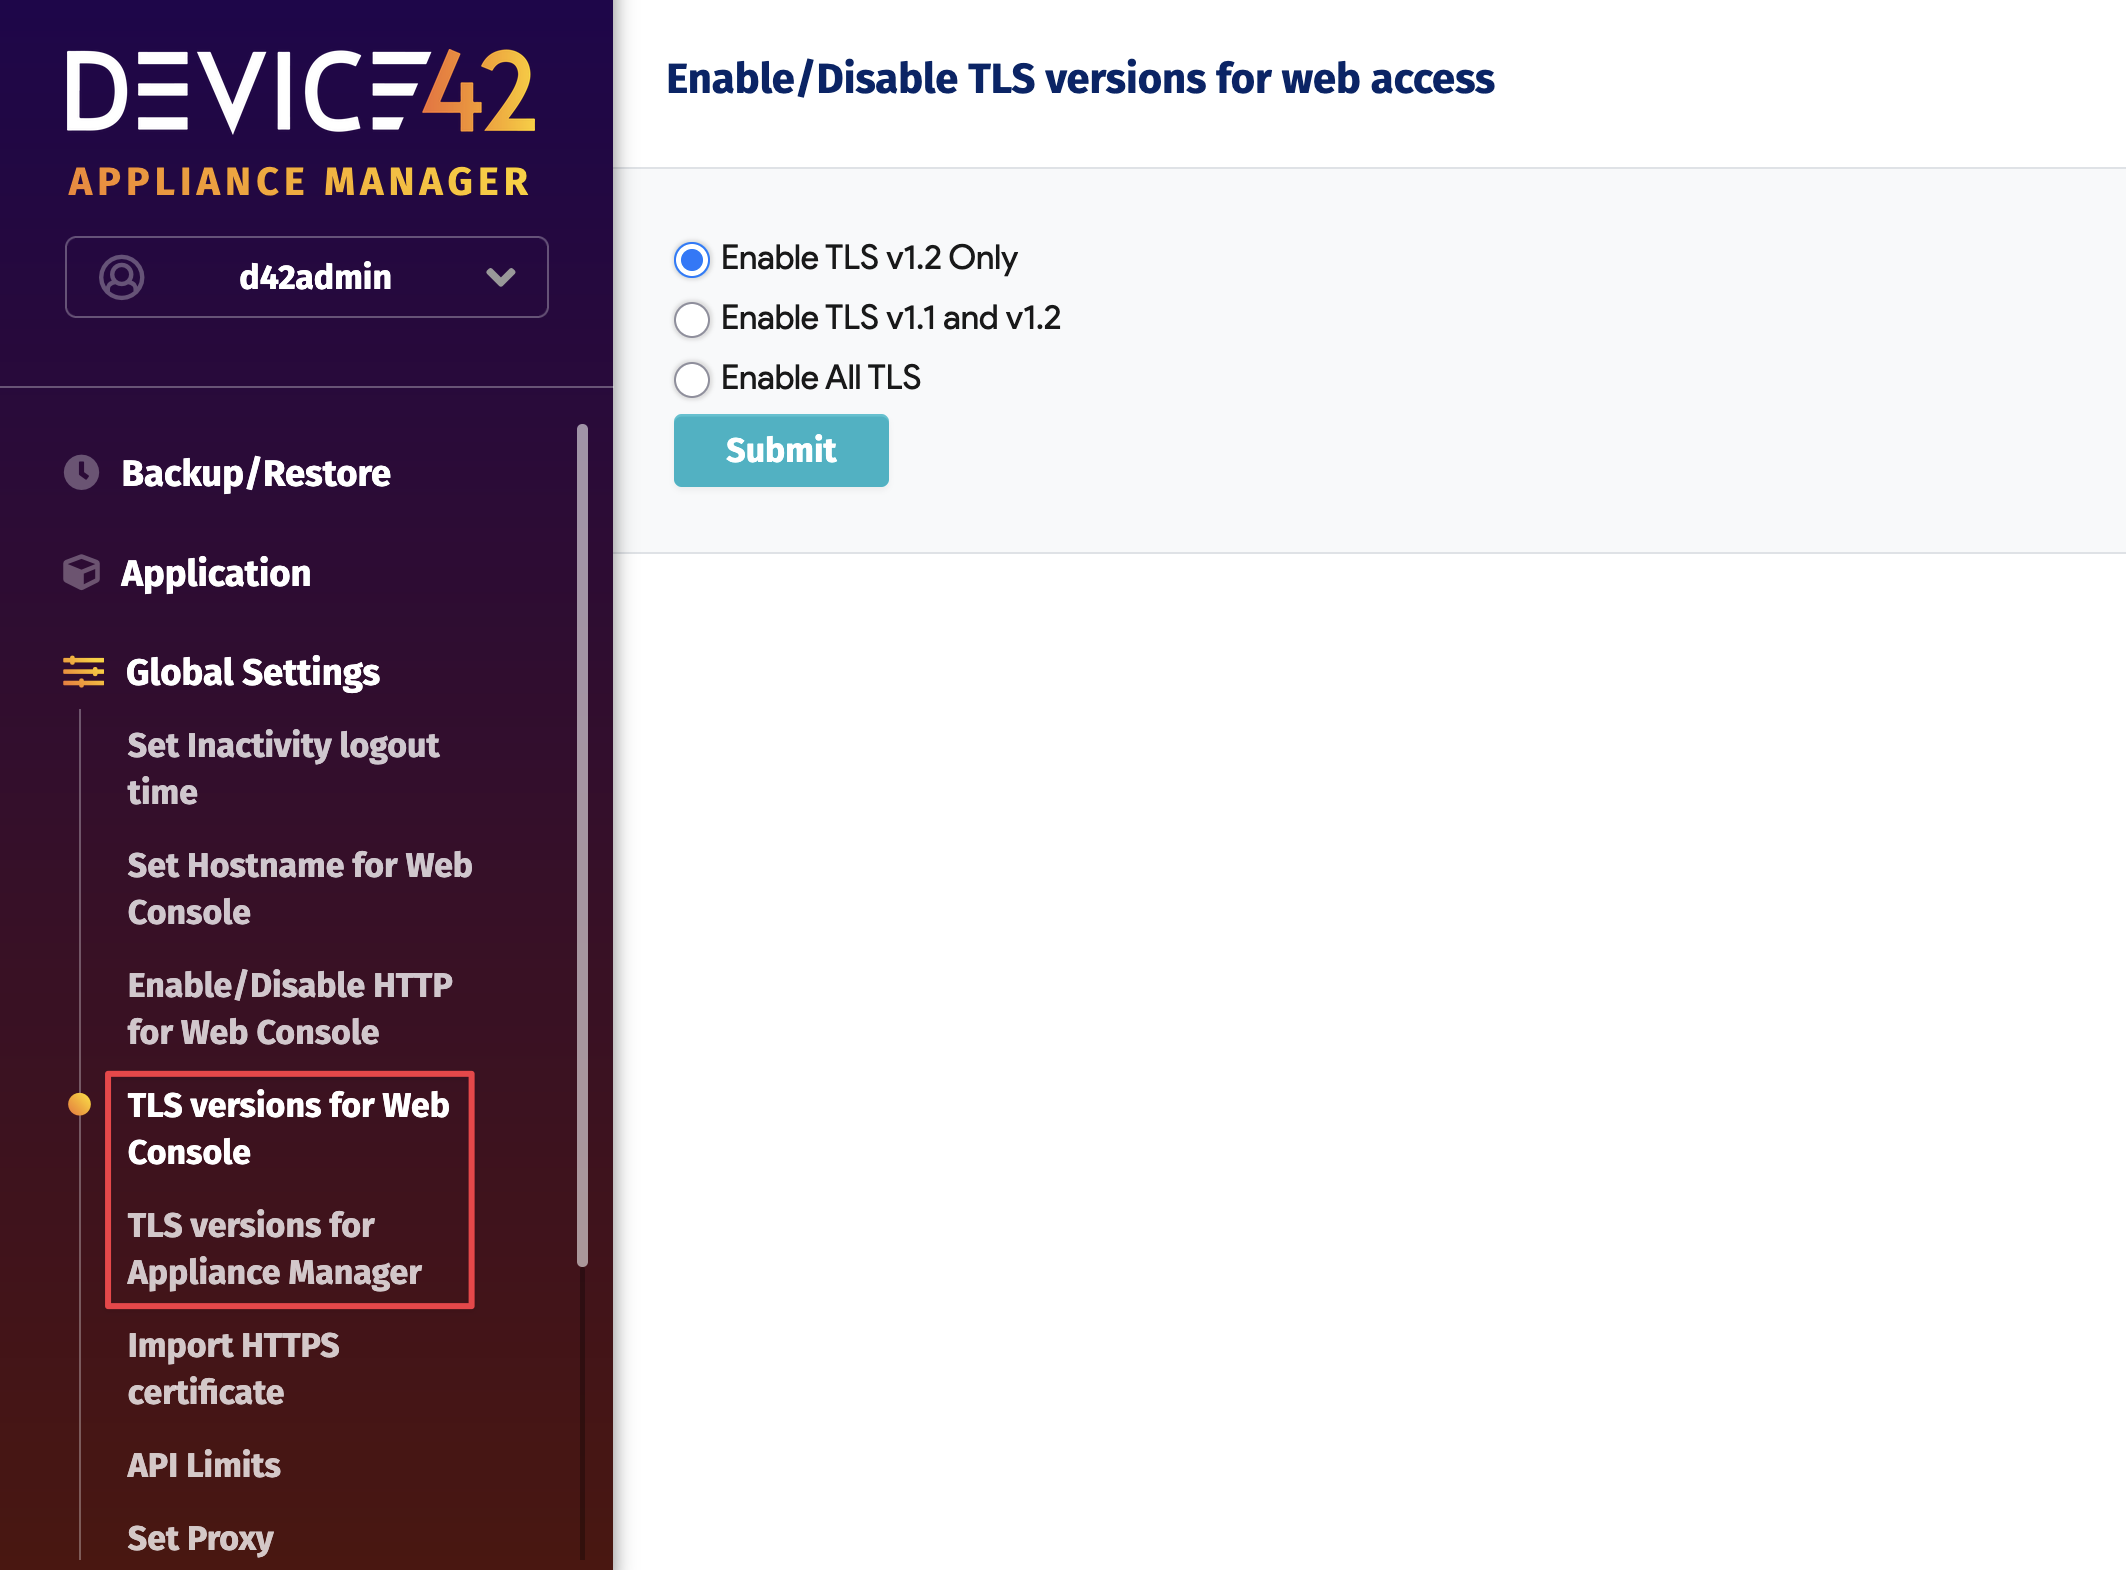 DEVICE42
APPLIANCE MANAGER
d42admin
Backup/Restore
Application
Global Settings
Set Inactivity logout
time
Set Hostname for Web
Console
Enable/Disable HTTP
for Web Console
TLS versions for Web
Console
TLS versions for
Appliance Manager
Import HTTPS
certificate
API Limits
Set Proxy
Enable/Disable TLS versions for web access
Enable TLS v1.2 Only
Enable TLS v1.1 and v1.2
Enable All TLS
Submit